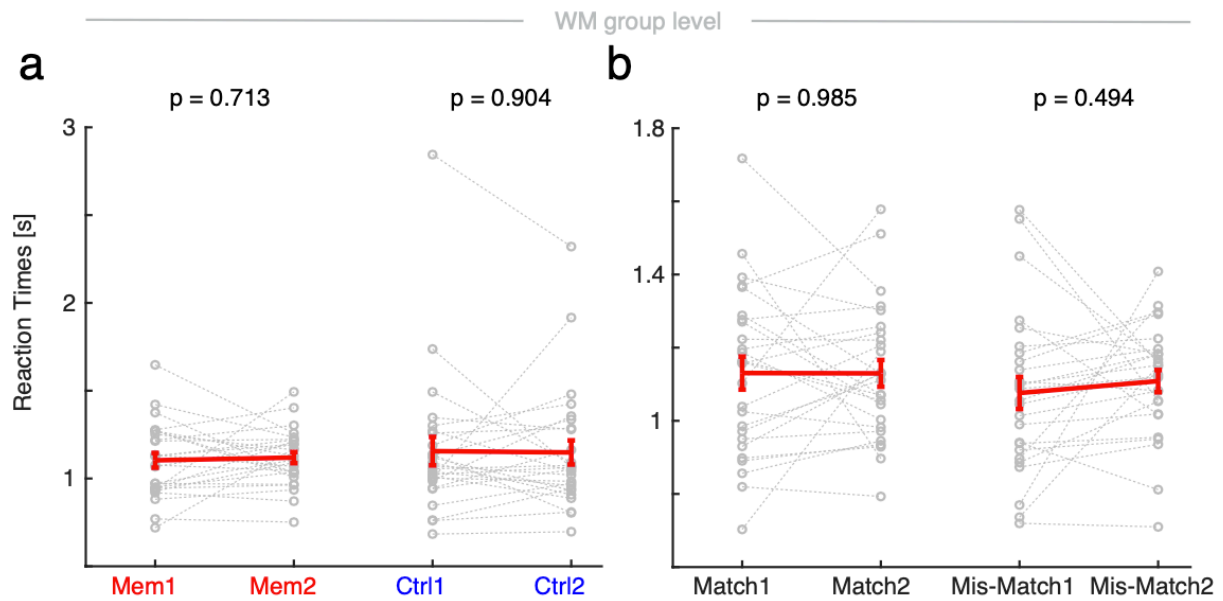 WM group level
a
p = 0.713
p = 0.904
3
2
1
Reaction Times [s]
Mem1
Mem2
Ctrl1
Ctrl2
b
p = 0.985
p = 0.494
1.8
1.4
1
Match1
Match2
Mis-Match1
Mis-Match2